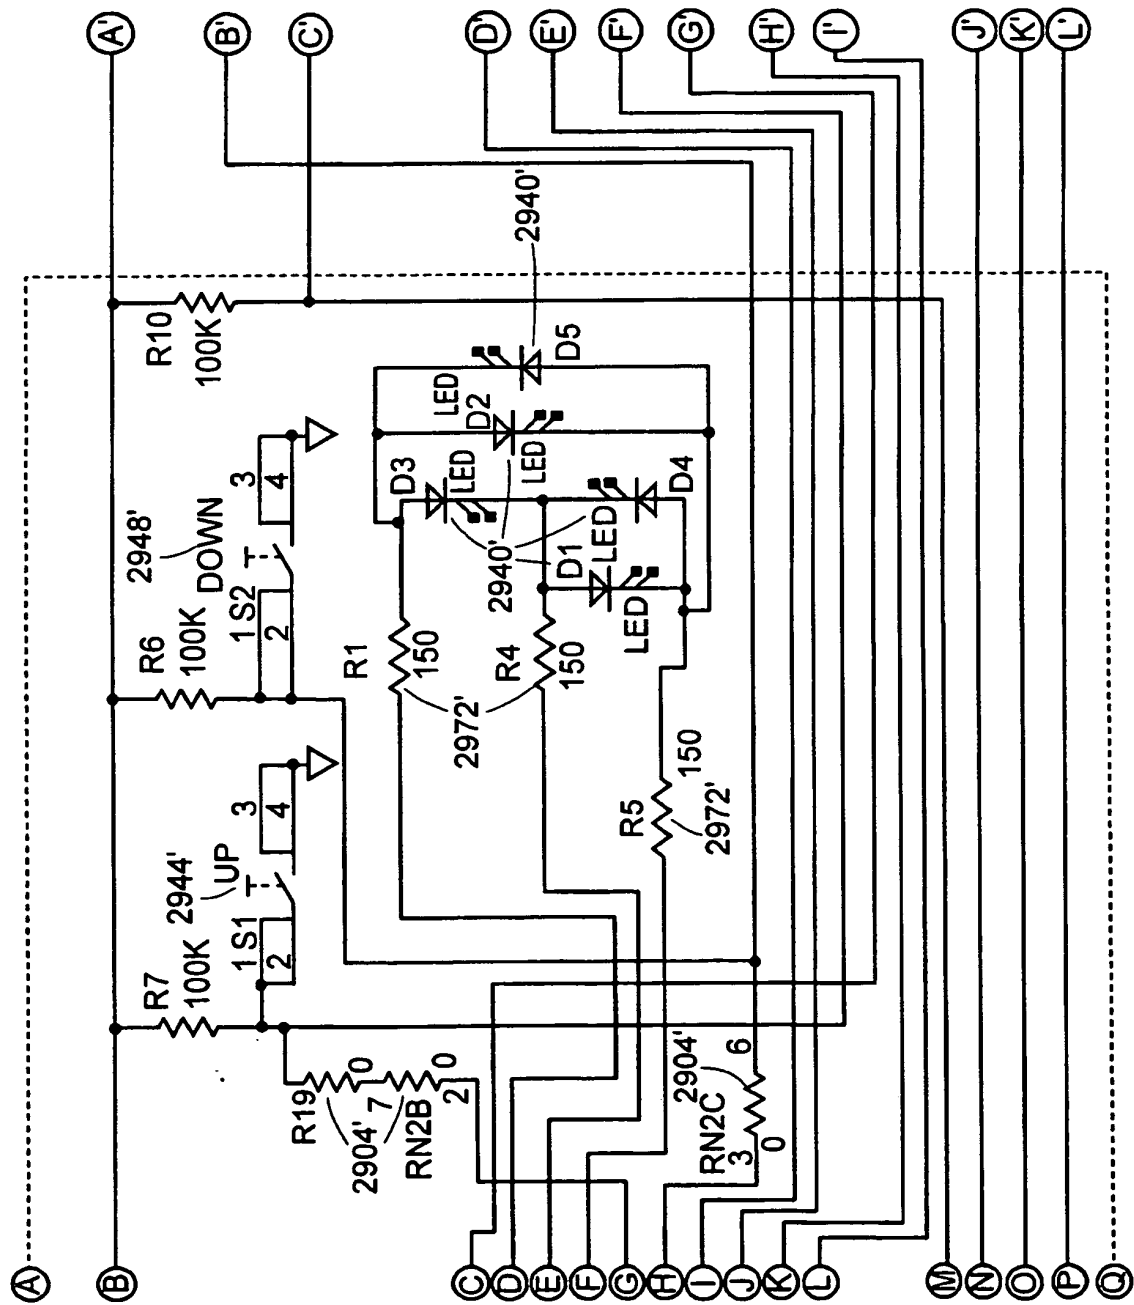 A'
B'
C'
D'
E'
F'
G'
H'
I'
J'
K'
L'
R10
100K
2940'
D5
LED
D2
LED
D3
LED
D4
LED
D1
LED
2940'
2948'
DOWN
3
4
R6
100K
1 S2
2
R1
150
R4
150
2972'
R5
150
2972'
2944'
UP
3
4
R7
100K
1 S1
2
R19
0
7
0
2
RN2B
2904'
2904'
6
RN2C
3
0
A
B
C
D
E
F
G
H
I
J
K
L
M
N
O
P
Q